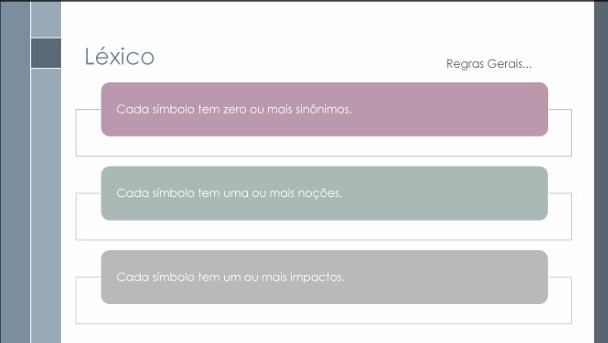 Léxico
Regras Gerais...
Cada símbolo tem zero ou mais sinônimos.
Cada símbolo tem uma ou mais noções.
Cada símbolo tem um ou mais impactos.